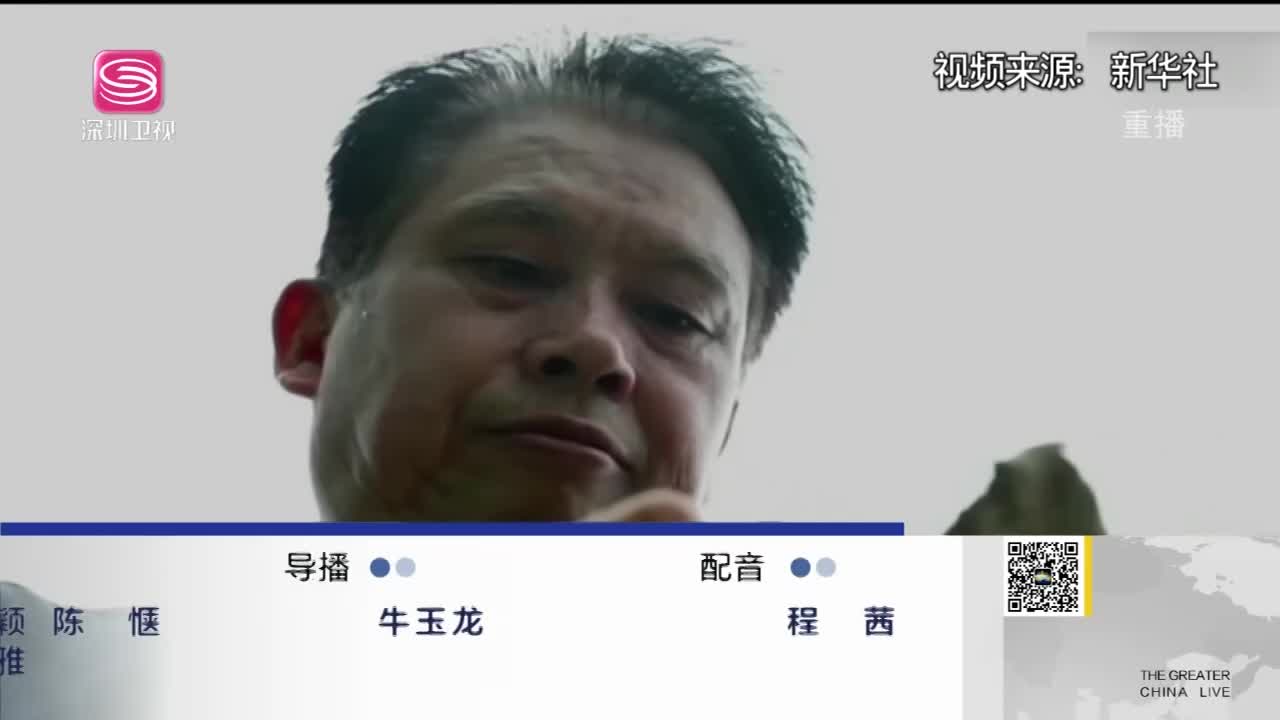 深圳卫视
视频来源: 新华社
重播
导播
配音
颖 陈 惬
牛玉龙
程 茜
雅
THE GREATER
CHINA LIVE